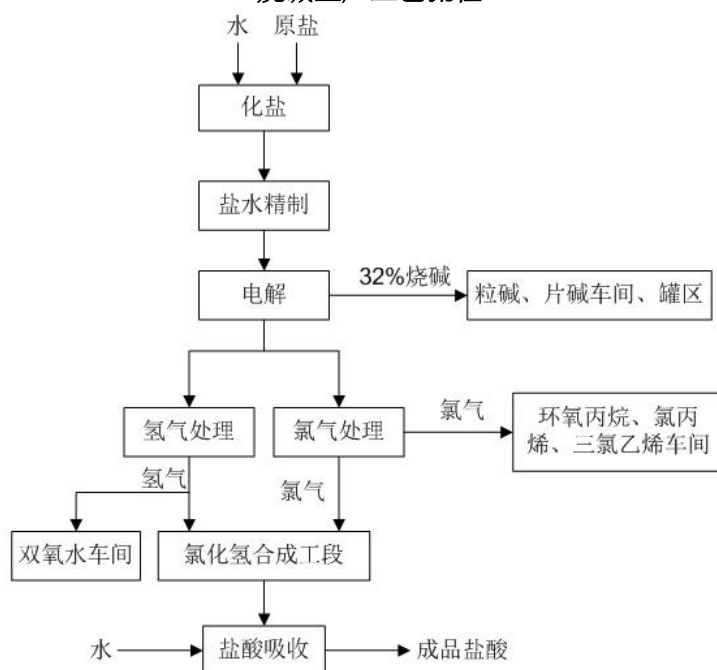 水 原盐
化盐
盐水精制
电解
32%烧碱
粒碱、片碱车间、罐区
氢气处理
氯气处理
氯气
环氧丙烷、氯丙
烯、三氯乙烯车间
氢气
氯气
双氧水车间
氯化氢合成工段
水
盐酸吸收
成品盐酸